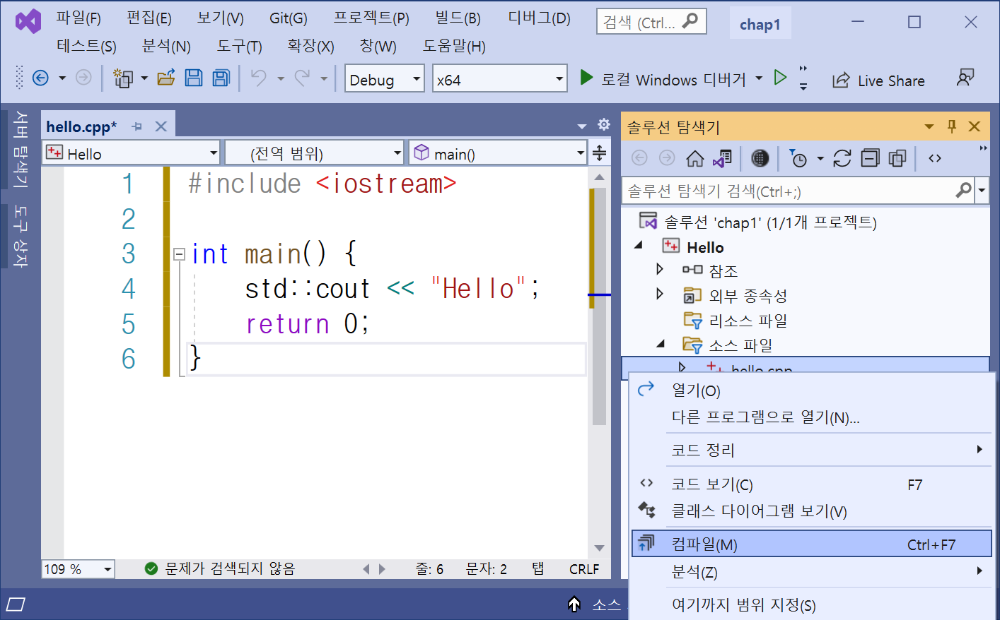 파일(F) 편집(E) 보기(V) Git(G) 프로젝트(P) 빌드(B) 디버그(D) 검색 (Ctrl... chap1
테스트(S) 분석(N) 도구(T) 확장(X) 창(W) 도움말(H)
Debug x64 로컬 Windows 디버거 Live Share
서버 탐색기
도구 상자
hello.cpp*
Hello (전역 범위) main()
1 #include <iostream>
2
3 int main() {
4 std::cout << "Hello";
5 return 0;
6 }
109 % 문제가 검색되지 않음 줄: 6 문자: 2 탭 CRLF
솔루션 탐색기
솔루션 탐색기 검색(Ctrl+;)
솔루션 'chap1' (1/1개 프로젝트)
Hello
참조
외부 종속성
리소스 파일
소스 파일
hello.cpp
열기(O)
다른 프로그램으로 열기(N)...
코드 정리
코드 보기(C) F7
클래스 다이어그램 보기(V)
컴파일(M) Ctrl+F7
분석(Z)
여기까지 범위 지정(S)
소스